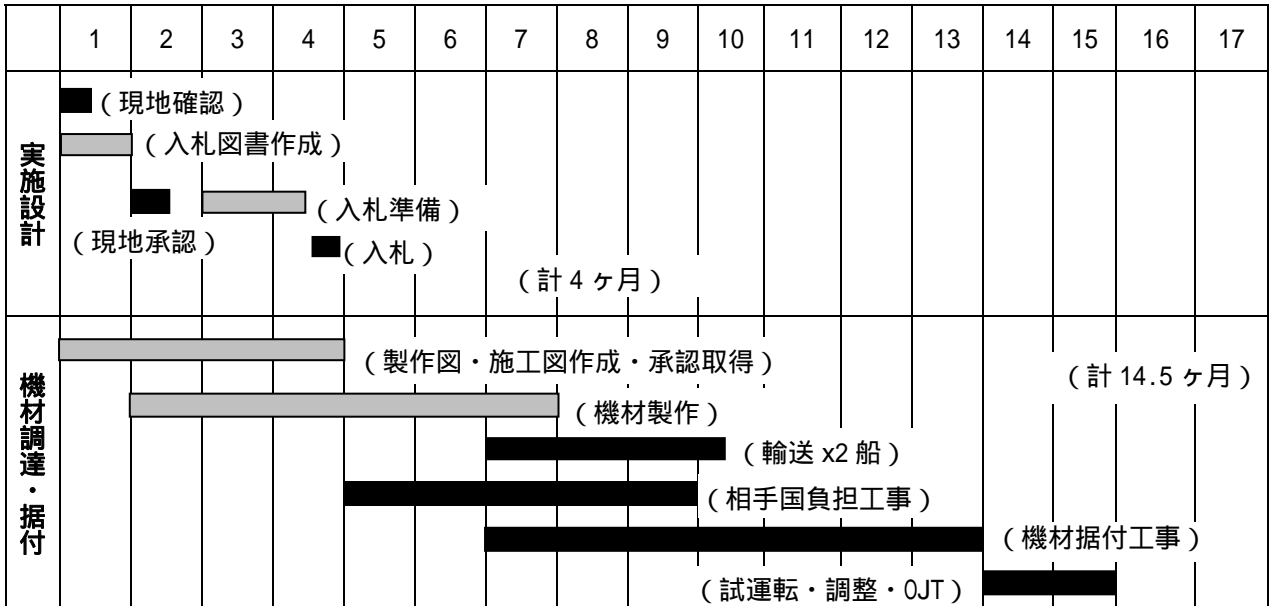 1 2 3 4 5 6 7 8 9 10 11 12 13 14 15 16 17
実施設計
(現地確認)
(入札図書作成)
(入札準備)
(現地承認)
(入札)
(計4ヶ月)
機材調達・据付
(製作図・施工図作成・承認取得)
(計14.5ヶ月)
(機材製作)
(輸送x2船)
(相手国負担工事)
(機材据付工事)
(試運転・調整・OJT)